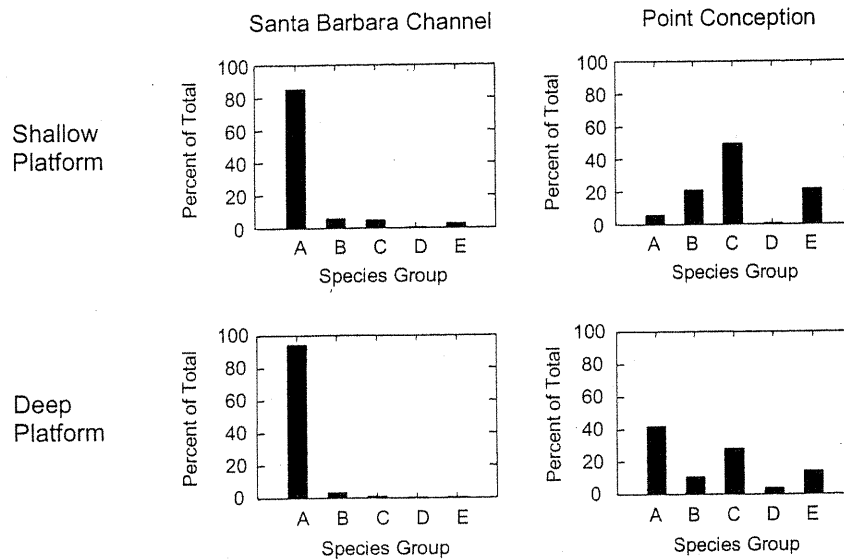 Santa Barbara Channel
Point Conception
Shallow
Platform
Percent of Total
100
80
60
40
20
0
A B C D E
Species Group
Percent of Total
100
80
60
40
20
0
A B C D E
Species Group
Deep
Platform
Percent of Total
100
80
60
40
20
0
A B C D E
Species Group
Percent of Total
100
80
60
40
20
0
A B C D E
Species Group